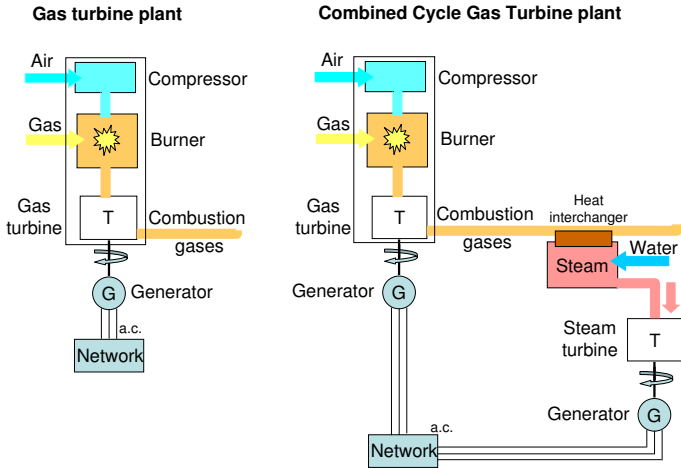 Gas turbine plant
Air
Compressor
Gas
Burner
Gas
turbine
T
Combustion
gases
G
Generator
a.c.
Network
Combined Cycle Gas Turbine plant
Air
Compressor
Gas
Burner
Gas
turbine
T
Combustion
gases
Heat
interchanger
Water
Steam
Generator
G
Steam
turbine
T
Generator
G
a.c.
Network